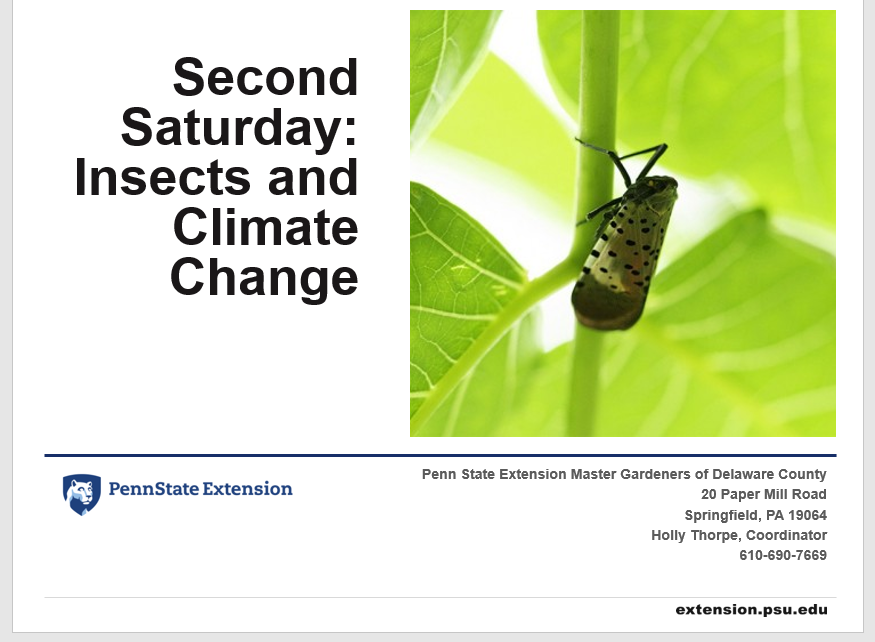 Second
Saturday:
Insects and
Climate
Change
PennState Extension
Penn State Extension Master Gardeners of Delaware County
20 Paper Mill Road
Springfield, PA 19064
Holly Thorpe, Coordinator
610-690-7669
extension.psu.edu